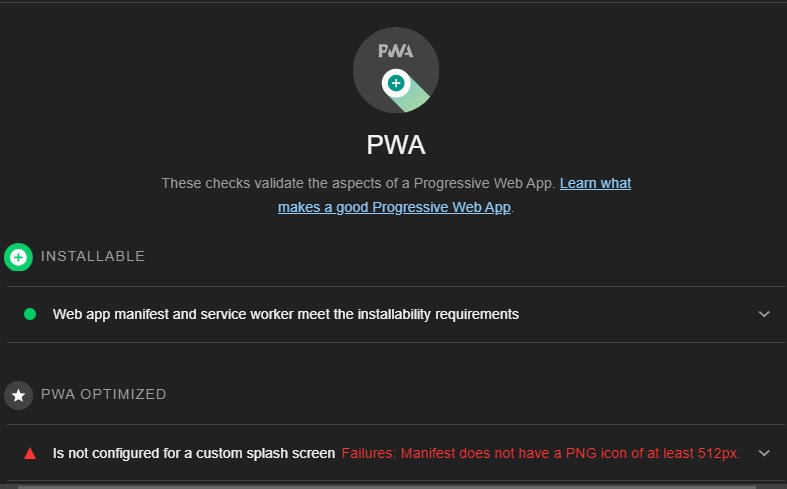 PWA
PWA
These checks validate the aspects of a Progressive Web App. Learn what
makes a good Progressive Web App.
INSTALLABLE
Web app manifest and service worker meet the installability requirements
PWA OPTIMIZED
Is not configured for a custom splash screen Failures: Manifest does not have a PNG icon of at least 512px.